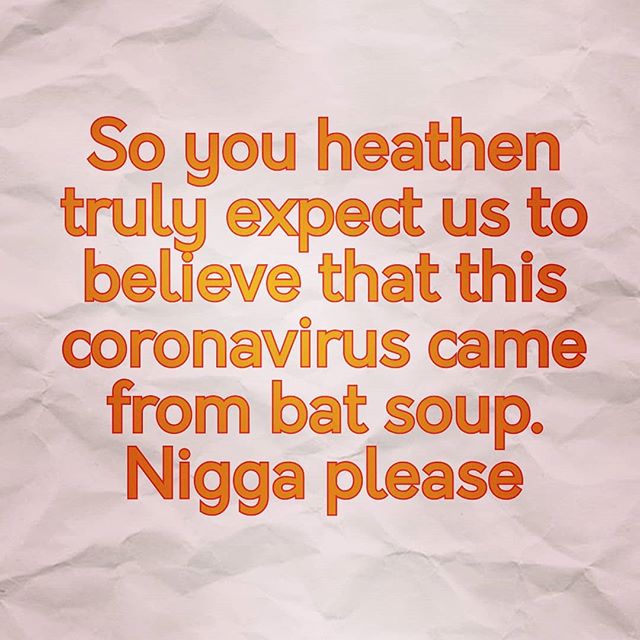 So you heathen
truly expect us to
believe that this
coronavirus came
from bat soup.
Nigga please